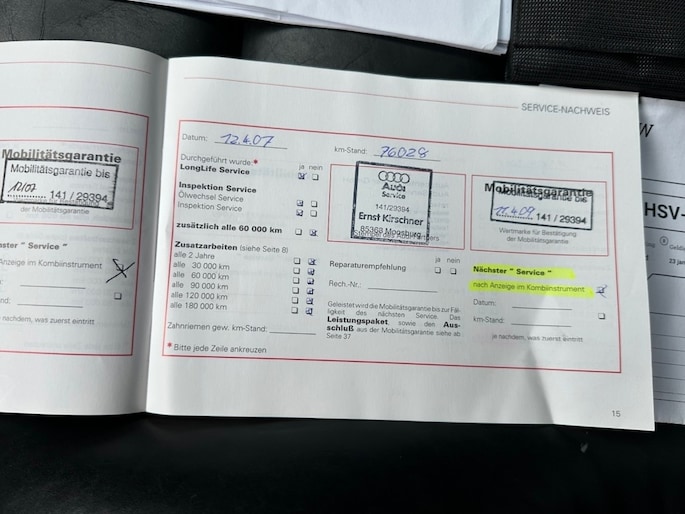 Mobilitätsgarantie
Mobilitätsgarantie bis
12/07 141 / 29394
der Mobilitätsgarantie
Service "
Anzeige im Kombiinstrument
nachdem, was zuerst eintritt
SERVICE-NACHWEIS
Datum: 12.4.07
km-Stand: 76028
Durchgeführt wurde:* ja nein
LongLife Service
Inspektion Service
Ölwechsel Service
Inspektion Service
zusätzlich alle 60 000 km
Zusatzarbeiten (siehe Seite 8)
alle 2 Jahre
alle 30 000 km
alle 60 000 km
alle 90 000 km
alle 120 000 km
alle 180 000 km
Zahnriemen gew. km-Stand:
* Bitte jede Zeile ankreuzen
Audi
Service
141/29394
Ernst Kirschner
85368 Moosburg
ja nein
Reparaturempfehlung
Rech.-Nr.:
Geleistet wird die Mobilitätsgarantie bis zur Fäl-
ligkeit des nächsten Service. Das
Leistungspaket, sowie den Aus-
schluß aus der Mobilitätsgarantie siehe ab
Seite 37
Mobilitätsgarantie
Mobilitätsgarantie bis
11.4.09 141 / 29394
Wertmarke für Bestätigung
der Mobilitätsgarantie
Nächster " Service "
nach Anzeige im Kombiinstrument
Datum:
km-Stand:
je nachdem, was zuerst eintritt
15
HSV-